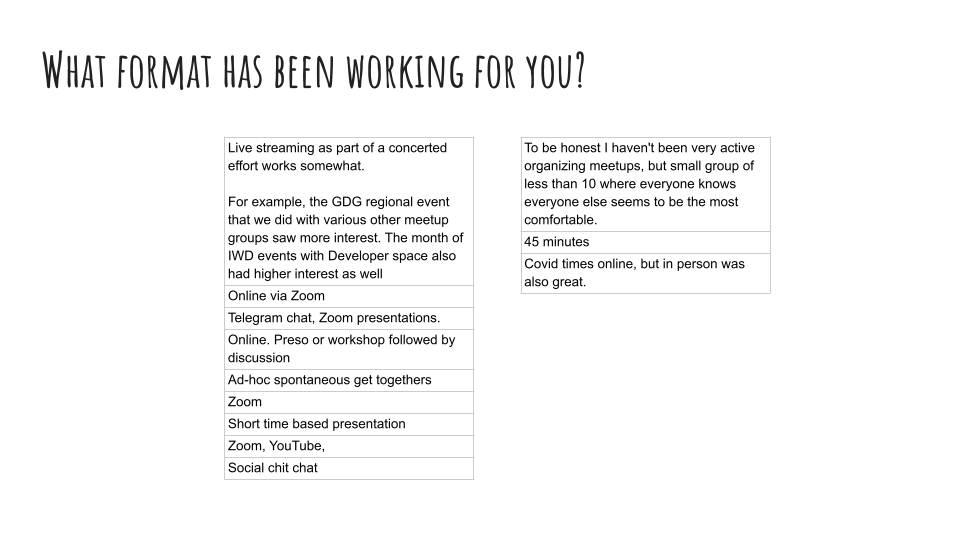 What format has been working for you?
Live streaming as part of a concerted
effort works somewhat.
For example, the GDG regional event
that we did with various other meetup
groups saw more interest. The month of
IWD events with Developer space also
had higher interest as well
Online via Zoom
Telegram chat, Zoom presentations.
Online. Preso or workshop followed by
discussion
Ad-hoc spontaneous get togethers
Zoom
Short time based presentation
Zoom, YouTube,
Social chit chat
To be honest I haven't been very active
organizing meetups, but small group of
less than 10 where everyone knows
everyone else seems to be the most
comfortable.
45 minutes
Covid times online, but in person was
also great.